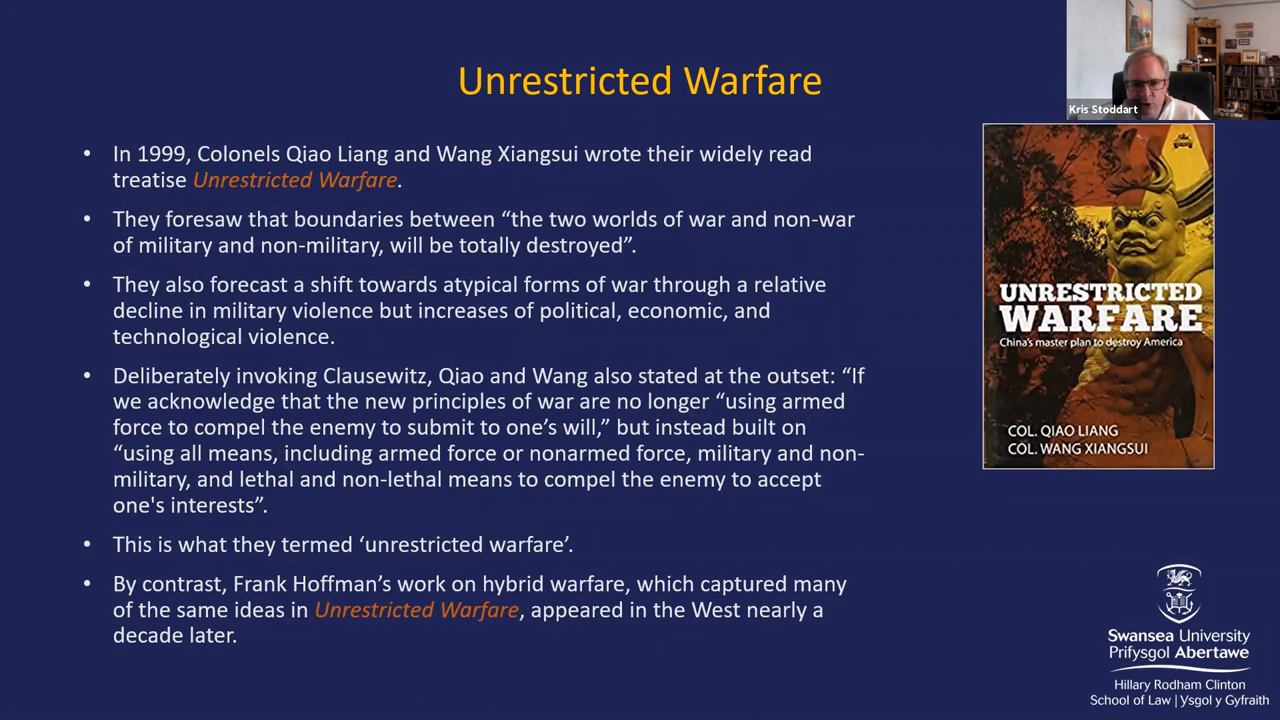 Unrestricted Warfare
Kris Stoddart
• In 1999, Colonels Qiao Liang and Wang Xiangsui wrote their widely read
treatise Unrestricted Warfare.
• They foresaw that boundaries between “the two worlds of war and non-war
of military and non-military, will be totally destroyed”.
• They also forecast a shift towards atypical forms of war through a relative
decline in military violence but increases of political, economic, and
technological violence.
• Deliberately invoking Clausewitz, Qiao and Wang also stated at the outset: “If
we acknowledge that the new principles of war are no longer “using armed
force to compel the enemy to submit to one’s will,” but instead built on
“using all means, including armed force or nonarmed force, military and non-
military, and lethal and non-lethal means to compel the enemy to accept
one's interests”.
• This is what they termed ‘unrestricted warfare’.
• By contrast, Frank Hoffman’s work on hybrid warfare, which captured many
of the same ideas in Unrestricted Warfare, appeared in the West nearly a
decade later.
UNRESTRICTED
WARFARE
China's master plan to destroy America
COL. QIAO LIANG
COL. WANG XIANGSUI
Swansea University
Prifysgol Abertawe
Hillary Rodham Clinton
School of Law | Ysgol y Gyfraith